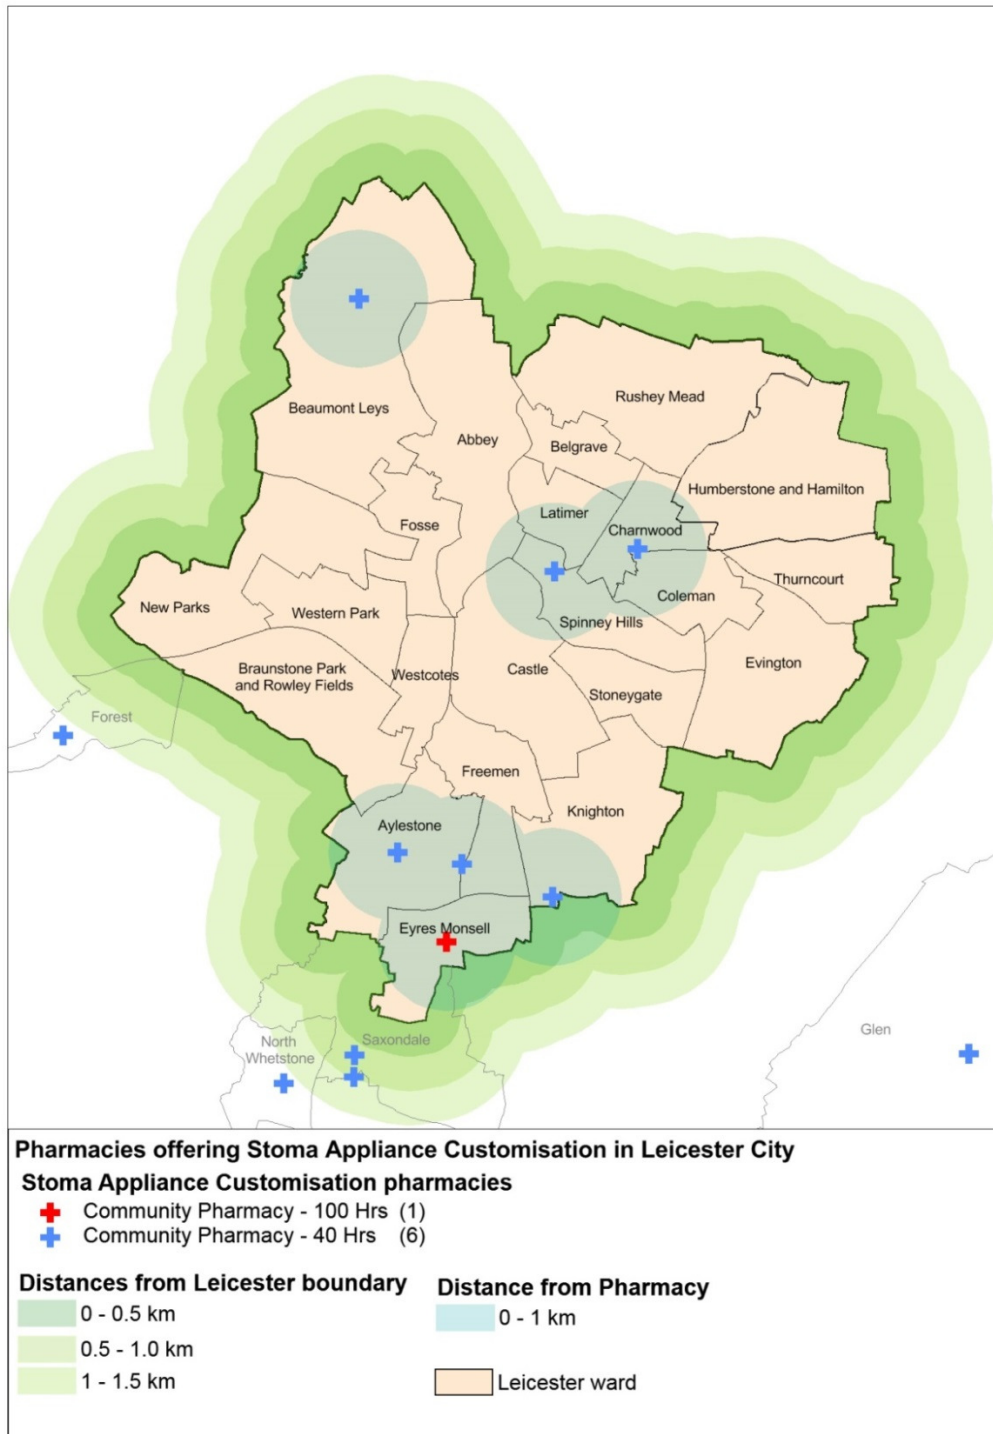 Beaumont Leys
Abbey
Rushey Mead
Belgrave
Humberstone and Hamilton
Latimer
Fosse
Charnwood
Thurncourt
New Parks
Western Park
Coleman
Spinney Hills
Braunstone Park
and Rowley Fields
Westcotes
Castle
Evington
Stoneygate
Forest
Freemen
Knighton
Aylestone
Eyres Monsell
Glen
Saxondale
North
Whetstone
Pharmacies offering Stoma Appliance Customisation in Leicester City
Stoma Appliance Customisation pharmacies
Community Pharmacy - 100 Hrs (1)
Community Pharmacy - 40 Hrs (6)
Distances from Leicester boundary
0 - 0.5 km
0.5 - 1.0 km
1 - 1.5 km
Distance from Pharmacy
0 - 1 km
Leicester ward